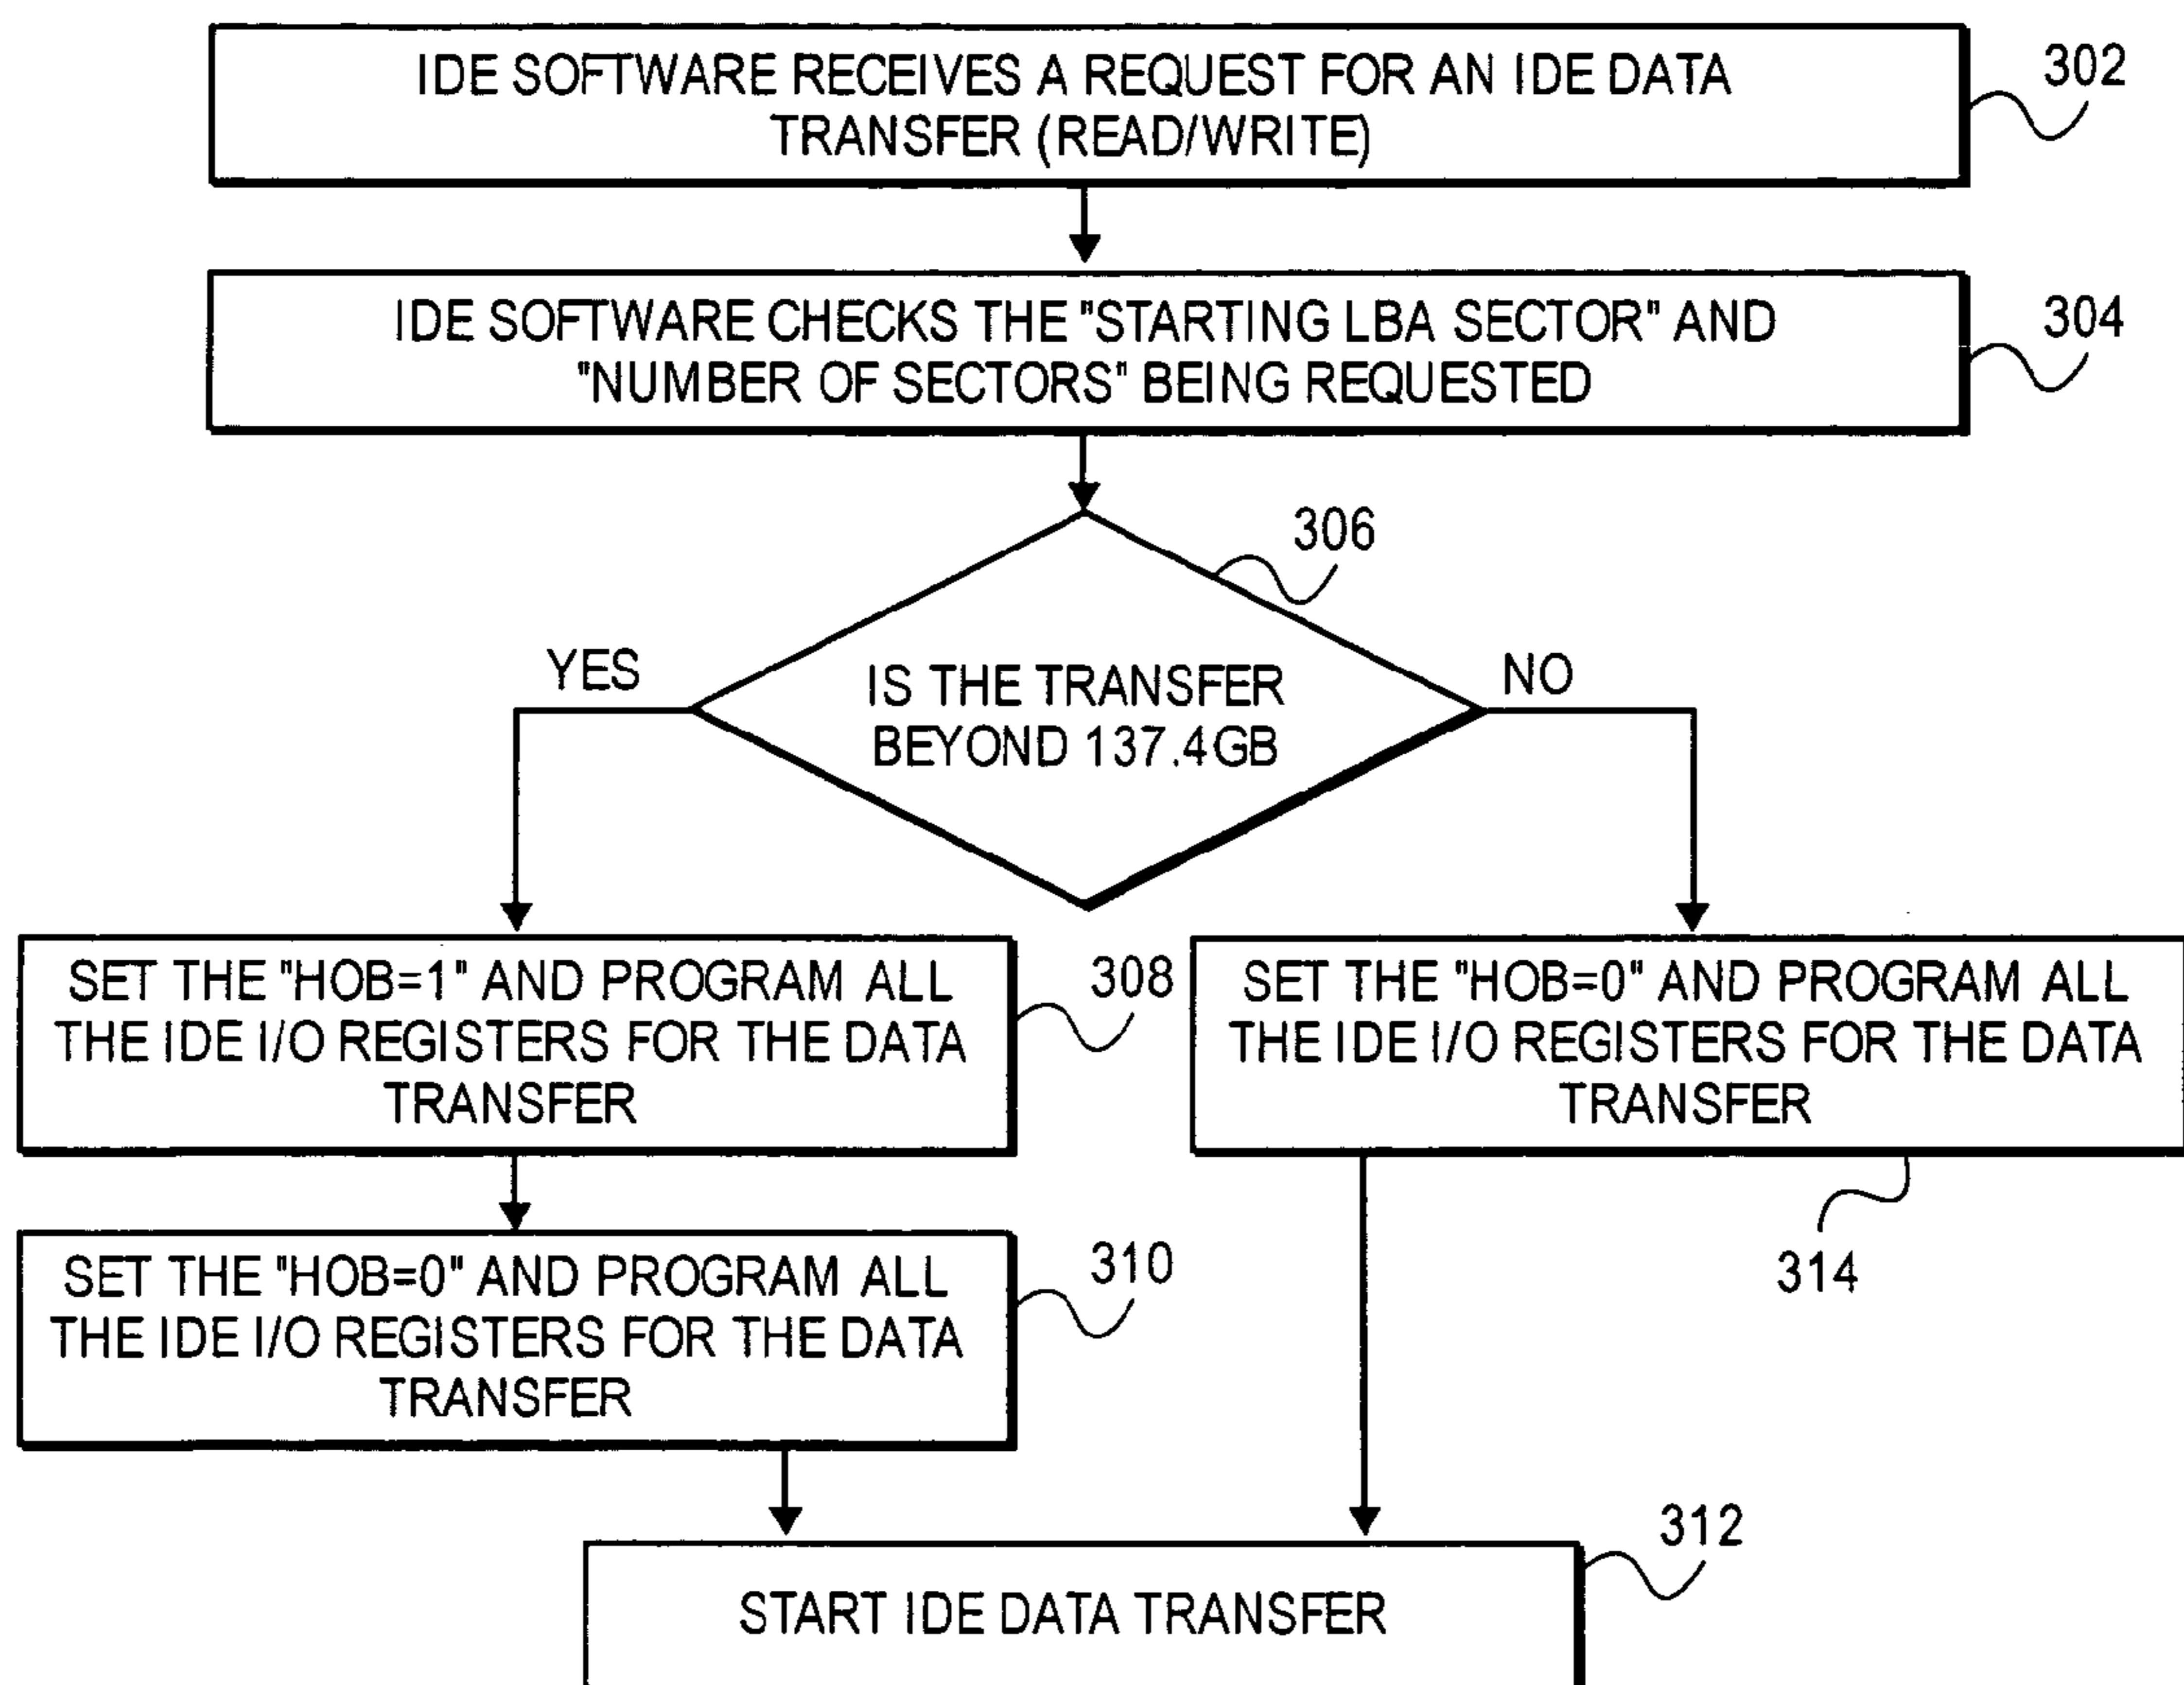 IDE SOFTWARE RECEIVES A REQUEST FOR AN IDE DATA
TRANSFER (READ/WRITE)
302
IDE SOFTWARE CHECKS THE "STARTING LBA SECTOR" AND
"NUMBER OF SECTORS" BEING REQUESTED
304
306
YES
IS THE TRANSFER
BEYOND 137.4GB
NO
SET THE "HOB=1" AND PROGRAM ALL
THE IDE I/O REGISTERS FOR THE DATA
TRANSFER
308
SET THE "HOB=0" AND PROGRAM ALL
THE IDE I/O REGISTERS FOR THE DATA
TRANSFER
314
SET THE "HOB=0" AND PROGRAM ALL
THE IDE I/O REGISTERS FOR THE DATA
TRANSFER
310
312
START IDE DATA TRANSFER